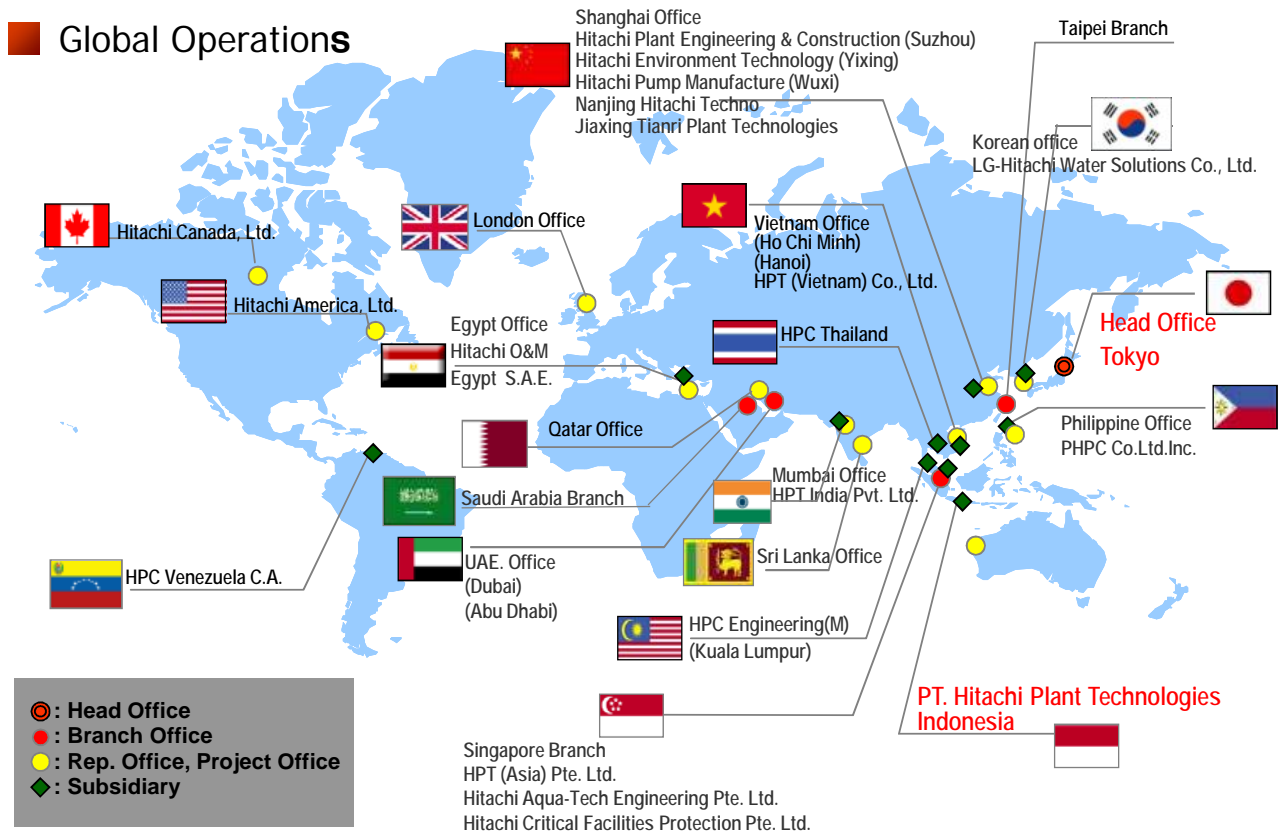 Global Operations
Shanghai Office
Hitachi Plant Engineering & Construction (Suzhou)
Hitachi Environment Technology (Yixing)
Hitachi Pump Manufacture (Wuxi)
Nanjing Hitachi Techno
Jiaxing Tianri Plant Technologies
Taipei Branch
Korean office
LG-Hitachi Water Solutions Co., Ltd.
Hitachi Canada, Ltd.
London Office
Vietnam Office
(Ho Chi Minh)
(Hanoi)
HPT (Vietnam) Co., Ltd.
Hitachi America, Ltd.
Head Office
Tokyo
Egypt Office
Hitachi O&M
Egypt S.A.E.
HPC Thailand
Philippine Office
PHPC Co.Ltd.Inc.
Qatar Office
Mumbai Office
HPT India Pvt. Ltd.
Saudi Arabia Branch
Sri Lanka Office
UAE. Office
(Dubai)
(Abu Dhabi)
HPC Venezuela C.A.
HPC Engineering(M)
(Kuala Lumpur)
PT. Hitachi Plant Technologies
Indonesia
Singapore Branch
HPT (Asia) Pte. Ltd.
Hitachi Aqua-Tech Engineering Pte. Ltd.
Hitachi Critical Facilities Protection Pte. Ltd.
: Head Office
: Branch Office
: Rep. Office, Project Office
: Subsidiary